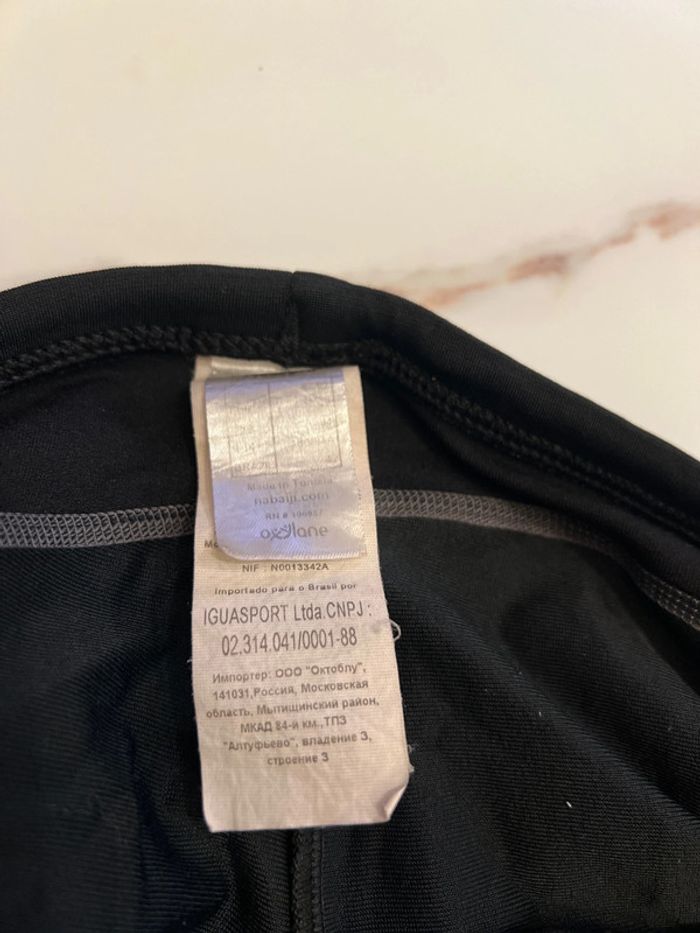 Made in Tunisia
nabaiji.com
RN # 106957
oxylane
NIF : N0013342A
Importado para o Brasil por
IGUASPORT Ltda.CNPJ :
02.314.041/0001-88
Импортер: ООО "Октоблу",
141031,Россия, Московская
область, Мытищинский район,
МКАД 84-й км.,ТПЗ
"Алтуфьево", владение 3,
строение 3